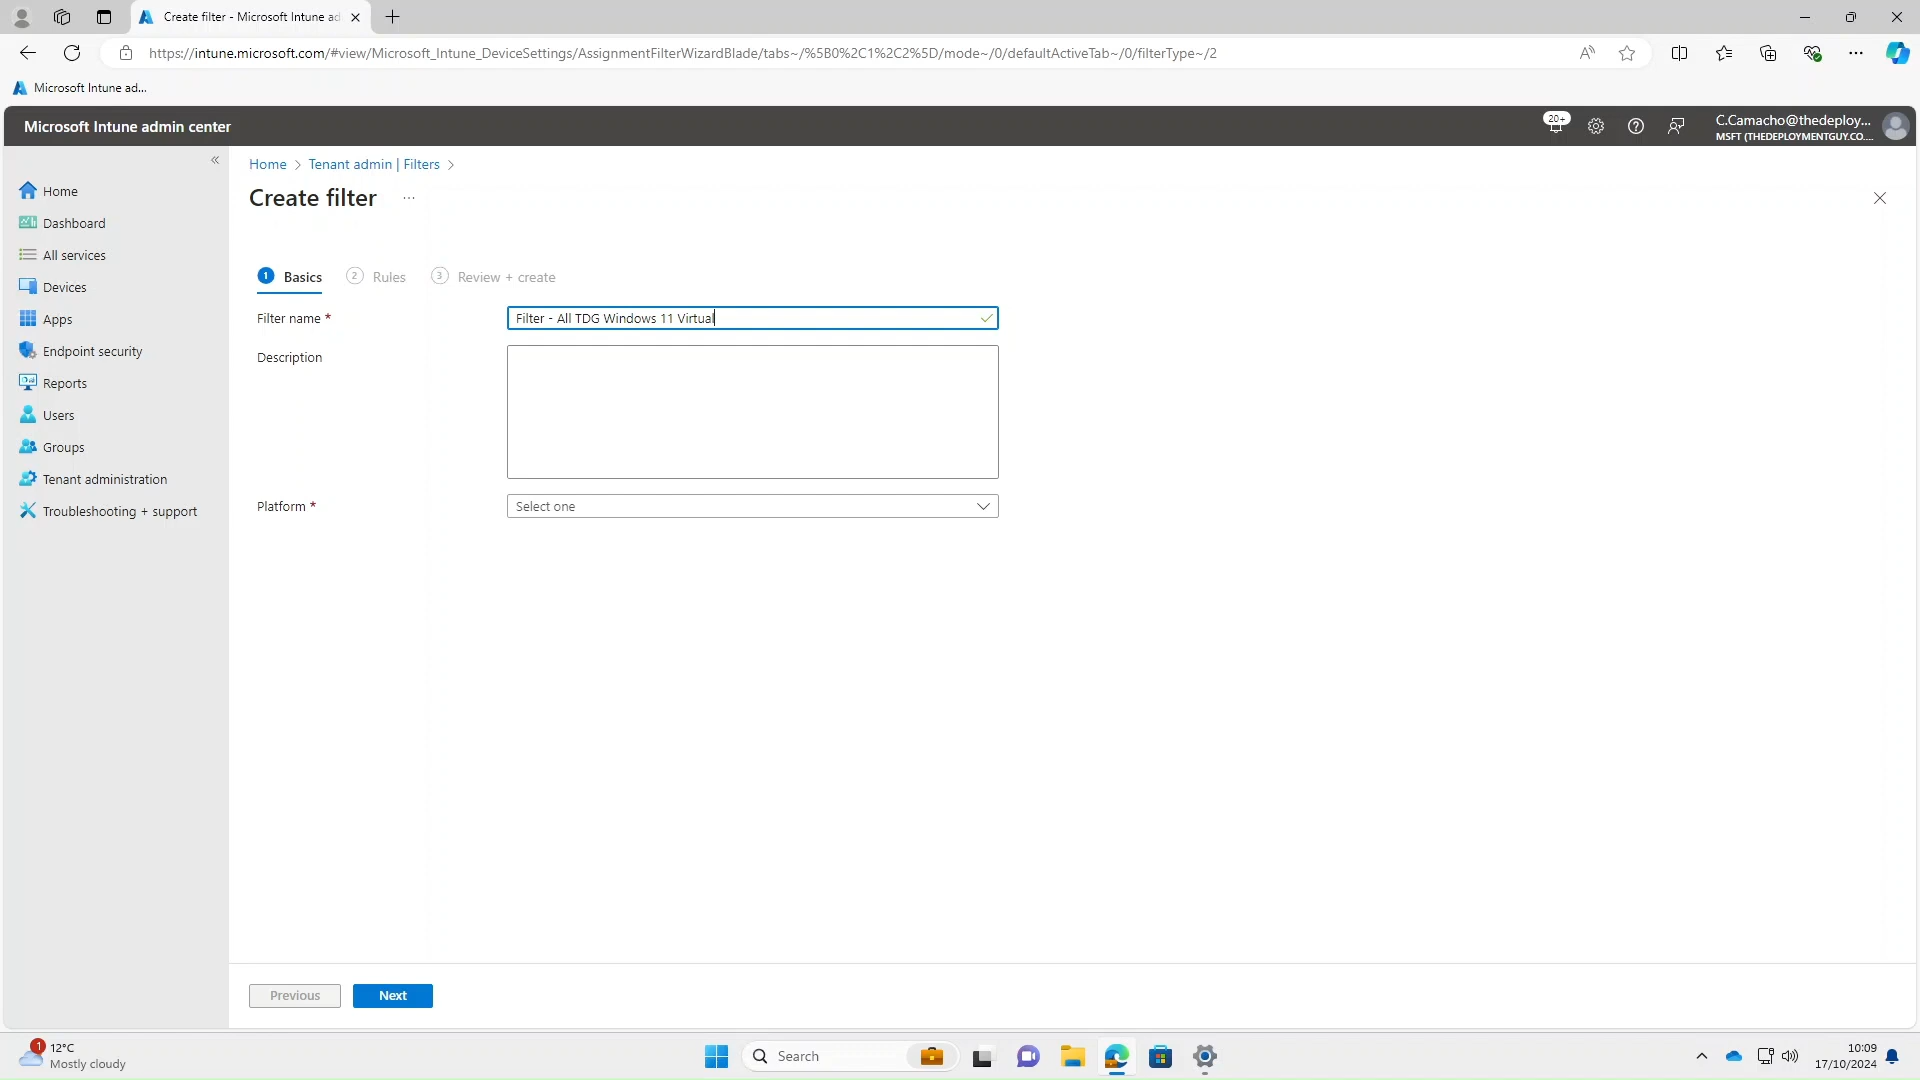 Create filter - Microsoft Intune ad
https://intune.microsoft.com/#view/Microsoft_Intune_DeviceSettings/AssignmentFilterWizardBlade/tabs~/%5B0%2C1%2C2%5D/mode~/0/defaultActiveTab~/0/filterType~/2
Microsoft Intune ad...
Microsoft Intune admin center
20+
C.Camacho@thedeploy...
MSFT (THEDEPLOYMENTGUY.CO....
Home
Dashboard
All services
Devices
Apps
Endpoint security
Reports
Users
Groups
Tenant administration
Troubleshooting + support
Home > Tenant admin | Filters >
Create filter ...
1 Basics 2 Rules 3 Review + create
Filter name * Filter - All TDG Windows 11 Virtual
Description
Platform * Select one
Previous Next
1 12°C
Mostly cloudy
Search
10:09
17/10/2024